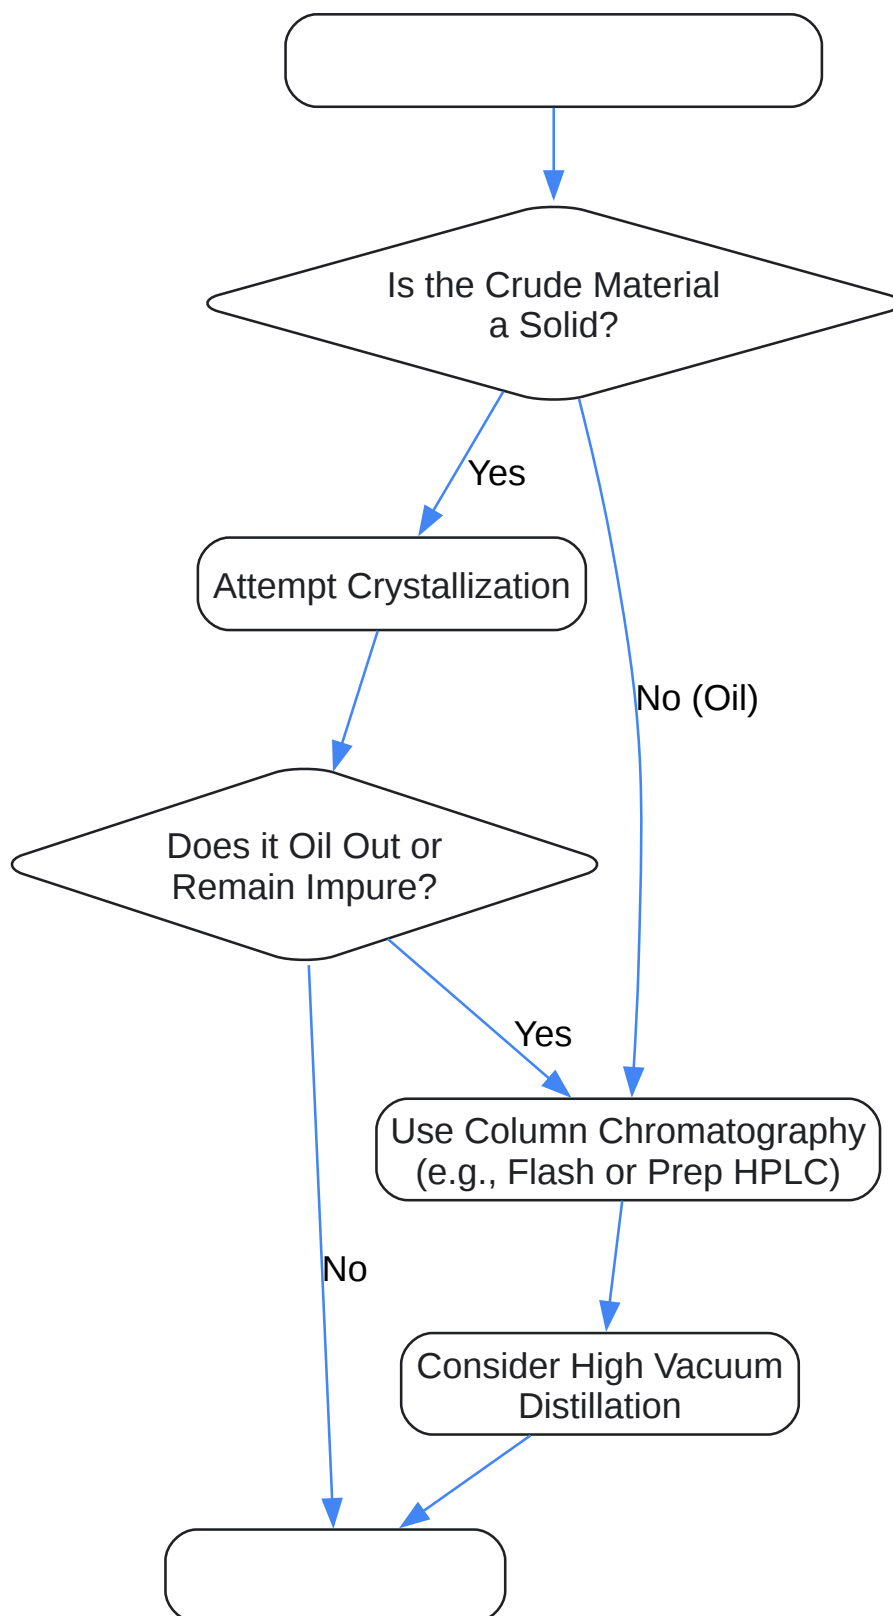 Is the Crude Material
a Solid?
Yes
Attempt Crystallization
No (Oil)
Does it Oil Out or
Remain Impure?
Yes
Use Column Chromatography
(e.g., Flash or Prep HPLC)
No
Consider High Vacuum
Distillation